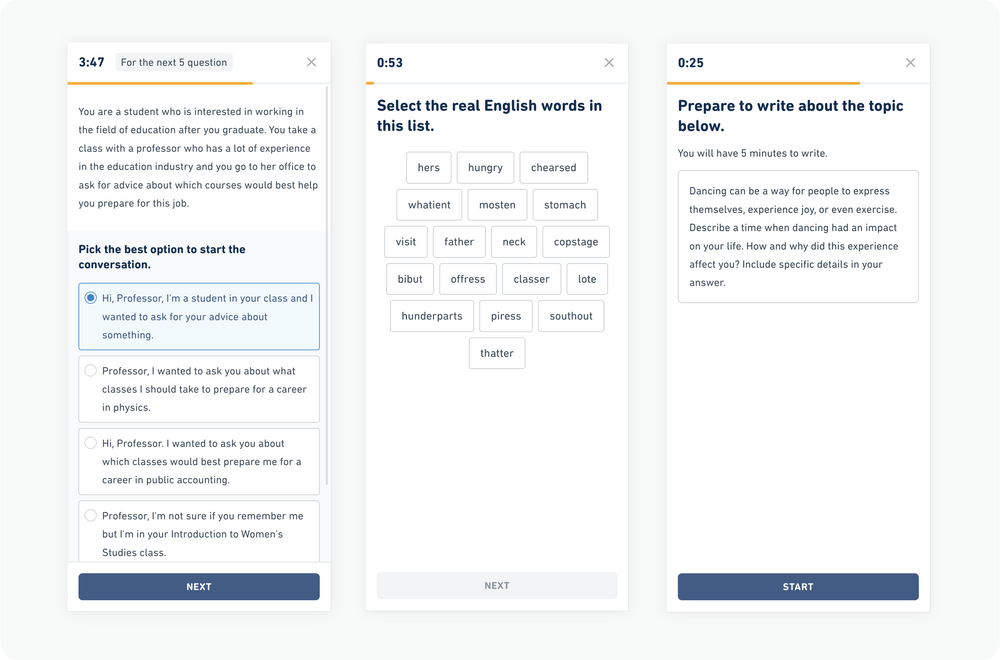 3:47 For the next 5 question
You are a student who is interested in working in
the field of education after you graduate. You take a
class with a professor who has a lot of experience
in the education industry and you go to her office to
ask for advice about which courses would best help
you prepare for this job.
Pick the best option to start the
conversation.
Hi, Professor, I'm a student in your class and I
wanted to ask for your advice about
something.
Professor, I wanted to ask you about what
classes I should take to prepare for a career
in physics.
Hi, Professor. I wanted to ask you about
which classes would best prepare me for a
career in public accounting.
Professor, I'm not sure if you remember me
but I'm in your Introduction to Women's
Studies class.
NEXT
0:53
Select the real English words in
this list.
hers hungry chearsed
whatient mosten stomach
visit father neck copstage
bibut offress classer lote
hunderparts piress southout
thatter
NEXT
0:25
Prepare to write about the topic
below.
You will have 5 minutes to write.
Dancing can be a way for people to express
themselves, experience joy, or even exercise.
Describe a time when dancing had an impact
on your life. How and why did this experience
affect you? Include specific details in your
answer.
START